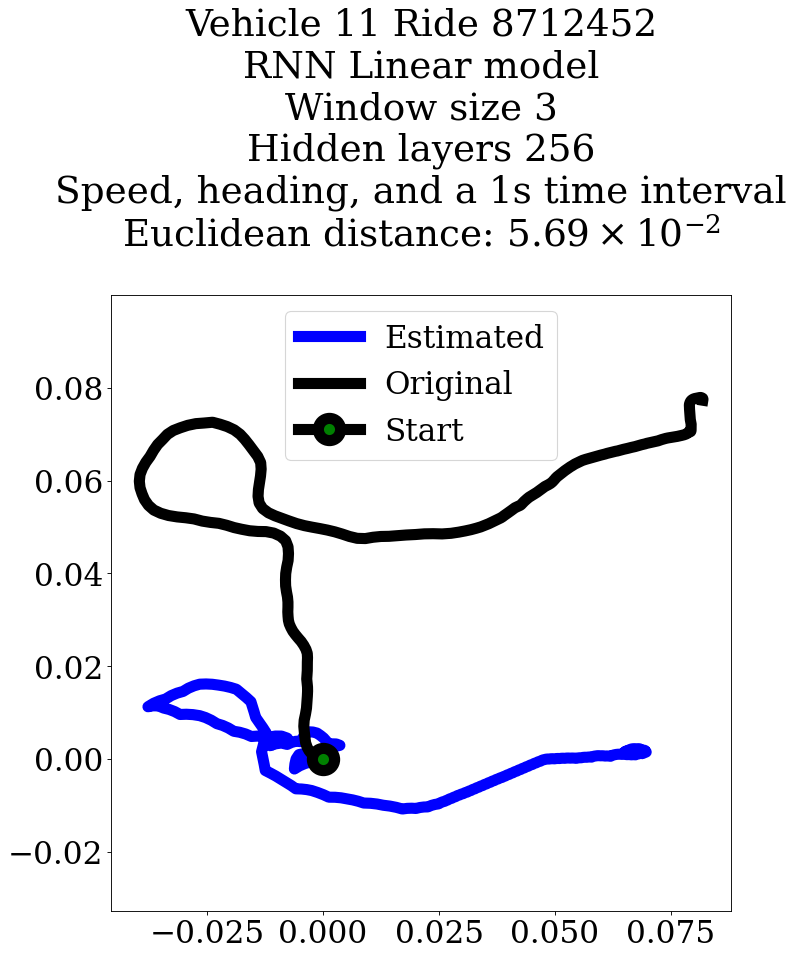 Vehicle 11 Ride 8712452
RNN Linear model
Window size 3
Hidden layers 256
Speed, heading, and a 1s time interval
Euclidean distance: 5.69 × 10⁻²
Estimated
Original
Start
0.08
0.06
0.04
0.02
0.00
−0.02
−0.025 0.000 0.025 0.050 0.075